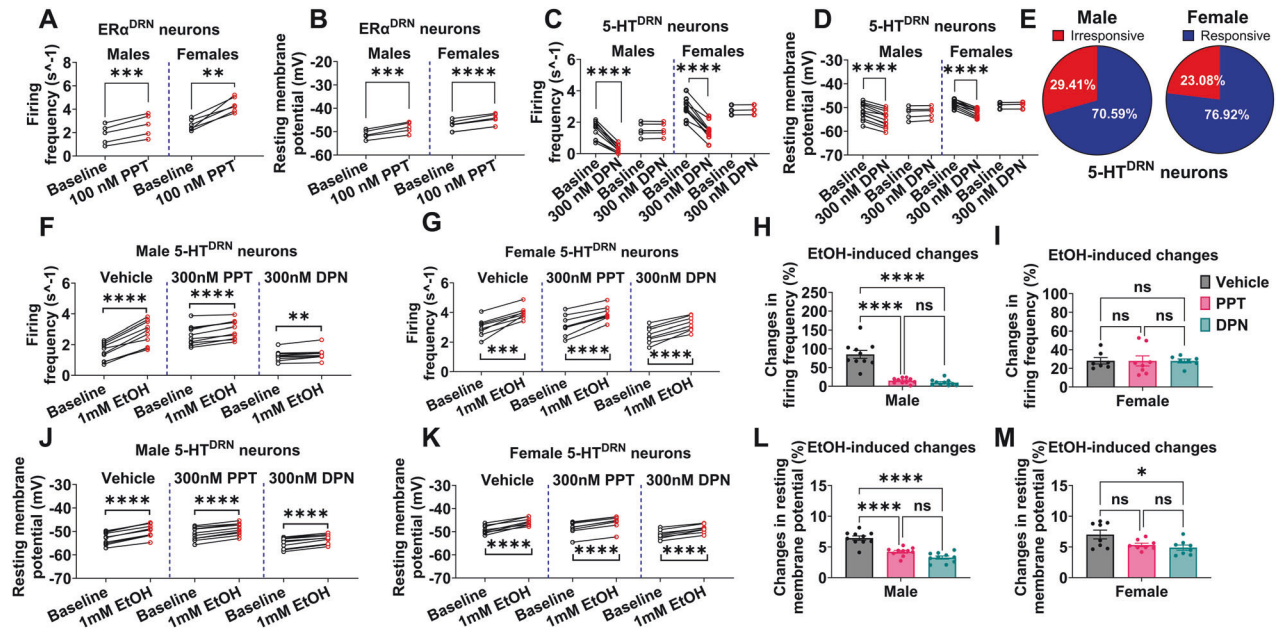 A
ERα^DRN neurons
Males Females
*** **
Firing
frequency (s^-1)
8
6
4
2
0
Baseline
100 nM PPT
Baseline
100 nM PPT
B
ERα^DRN neurons
Males Females
*** ****
Resting membrane
potential (mV)
-20
-30
-40
-50
-60
Baseline
100 nM PPT
Baseline
100 nM PPT
C
5-HT^DRN neurons
Males Females
**** ****
Firing
frequency (s^-1)
8
6
4
2
0
Baseline
300 nM DPN
Baseline
300 nM DPN
Baseline
300 nM DPN
Baseline
300 nM DPN
D
5-HT^DRN neurons
Males Females
**** ****
Resting membrane
potential (mV)
-20
-30
-40
-50
-60
-70
Baseline
300 nM DPN
Baseline
300 nM DPN
Baseline
300 nM DPN
Baseline
300 nM DPN
E
Male Female
Irresponsive Responsive
29.41%
70.59%
23.08%
76.92%
5-HT^DRN neurons
F
Male 5-HT^DRN neurons
Vehicle 300nM PPT 300nM DPN
**** **** **
Firing
frequency (s^-1)
6
4
2
0
Baseline
1mM EtOH
Baseline
1mM EtOH
Baseline
1mM EtOH
G
Female 5-HT^DRN neurons
Vehicle 300nM PPT 300nM DPN
*** **** ****
Firing
frequency (s^-1)
8
6
4
2
0
Baseline
1mM EtOH
Baseline
1mM EtOH
Baseline
1mM EtOH
H
EtOH-induced changes
****
**** ns
Changes in
firing frequency (%)
250
200
150
100
50
0
Male
I
EtOH-induced changes
ns
ns ns
Changes in
firing frequency (%)
100
80
60
40
20
0
Female
Vehicle
PPT
DPN
J
Male 5-HT^DRN neurons
Vehicle 300nM PPT 300nM DPN
**** **** ****
Resting membrane
potential (mV)
-30
-40
-50
-60
-70
Baseline
1mM EtOH
Baseline
1mM EtOH
Baseline
1mM EtOH
K
Female 5-HT^DRN neurons
Vehicle 300nM PPT 300nM DPN
**** **** ****
Resting membrane
potential (mV)
-30
-40
-50
-60
-70
Baseline
1mM EtOH
Baseline
1mM EtOH
Baseline
1mM EtOH
L
EtOH-induced changes
****
**** ns
Changes in resting
membrane potential (%)
15
10
5
0
Male
M
EtOH-induced changes
*
ns ns
Changes in resting
membrane potential (%)
15
10
5
0
Female